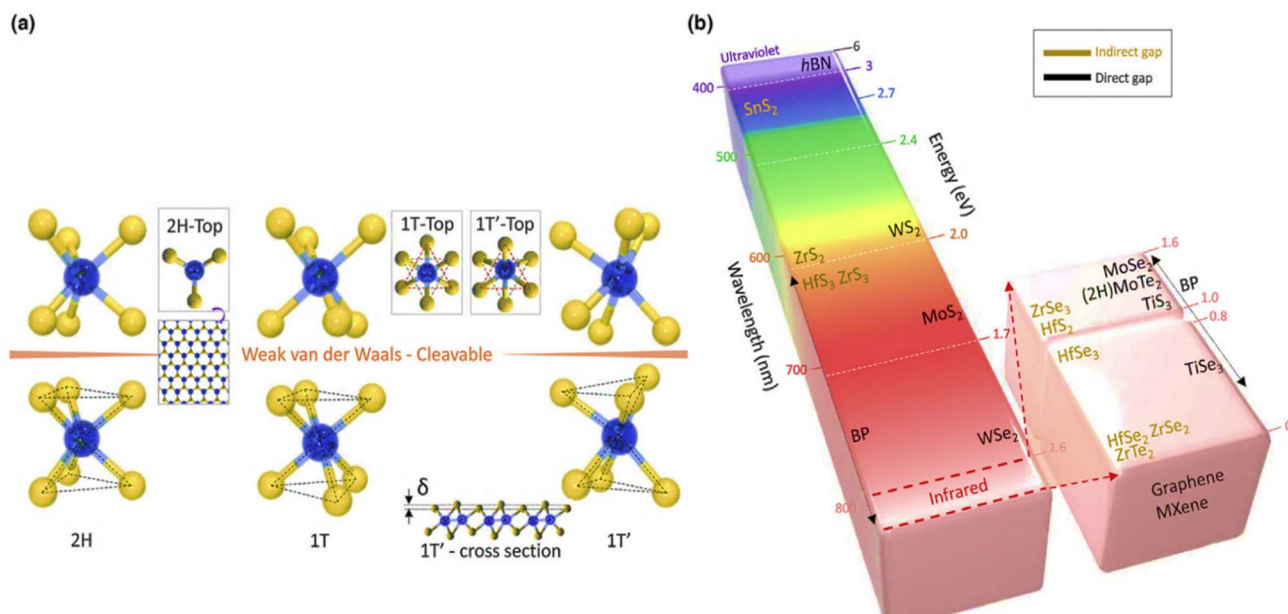 (a)
2H-Top
1T-Top
1T’-Top
Weak van der Waals - Cleavable
δ
1T’ - cross section
2H
1T
1T’
(b)
Indirect gap
Direct gap
Ultraviolet
6
hBN
3
400
SnS₂
2.7
500
2.4
Energy (eV)
WS₂
2.0
600
ZrS₂
HfS₃ ZrS₃
Wavelength (nm)
MoS₂
1.7
700
BP
WSe₂
1.6
Infrared
800
1.6
MoSe₂
(2H)MoTe₂
BP
TiS₃
1.0
0.8
ZrSe₃
HfS₂
HfSe₃
TiSe₃
HfSe₂ ZrSe₂
ZrTe₂
Graphene
MXene